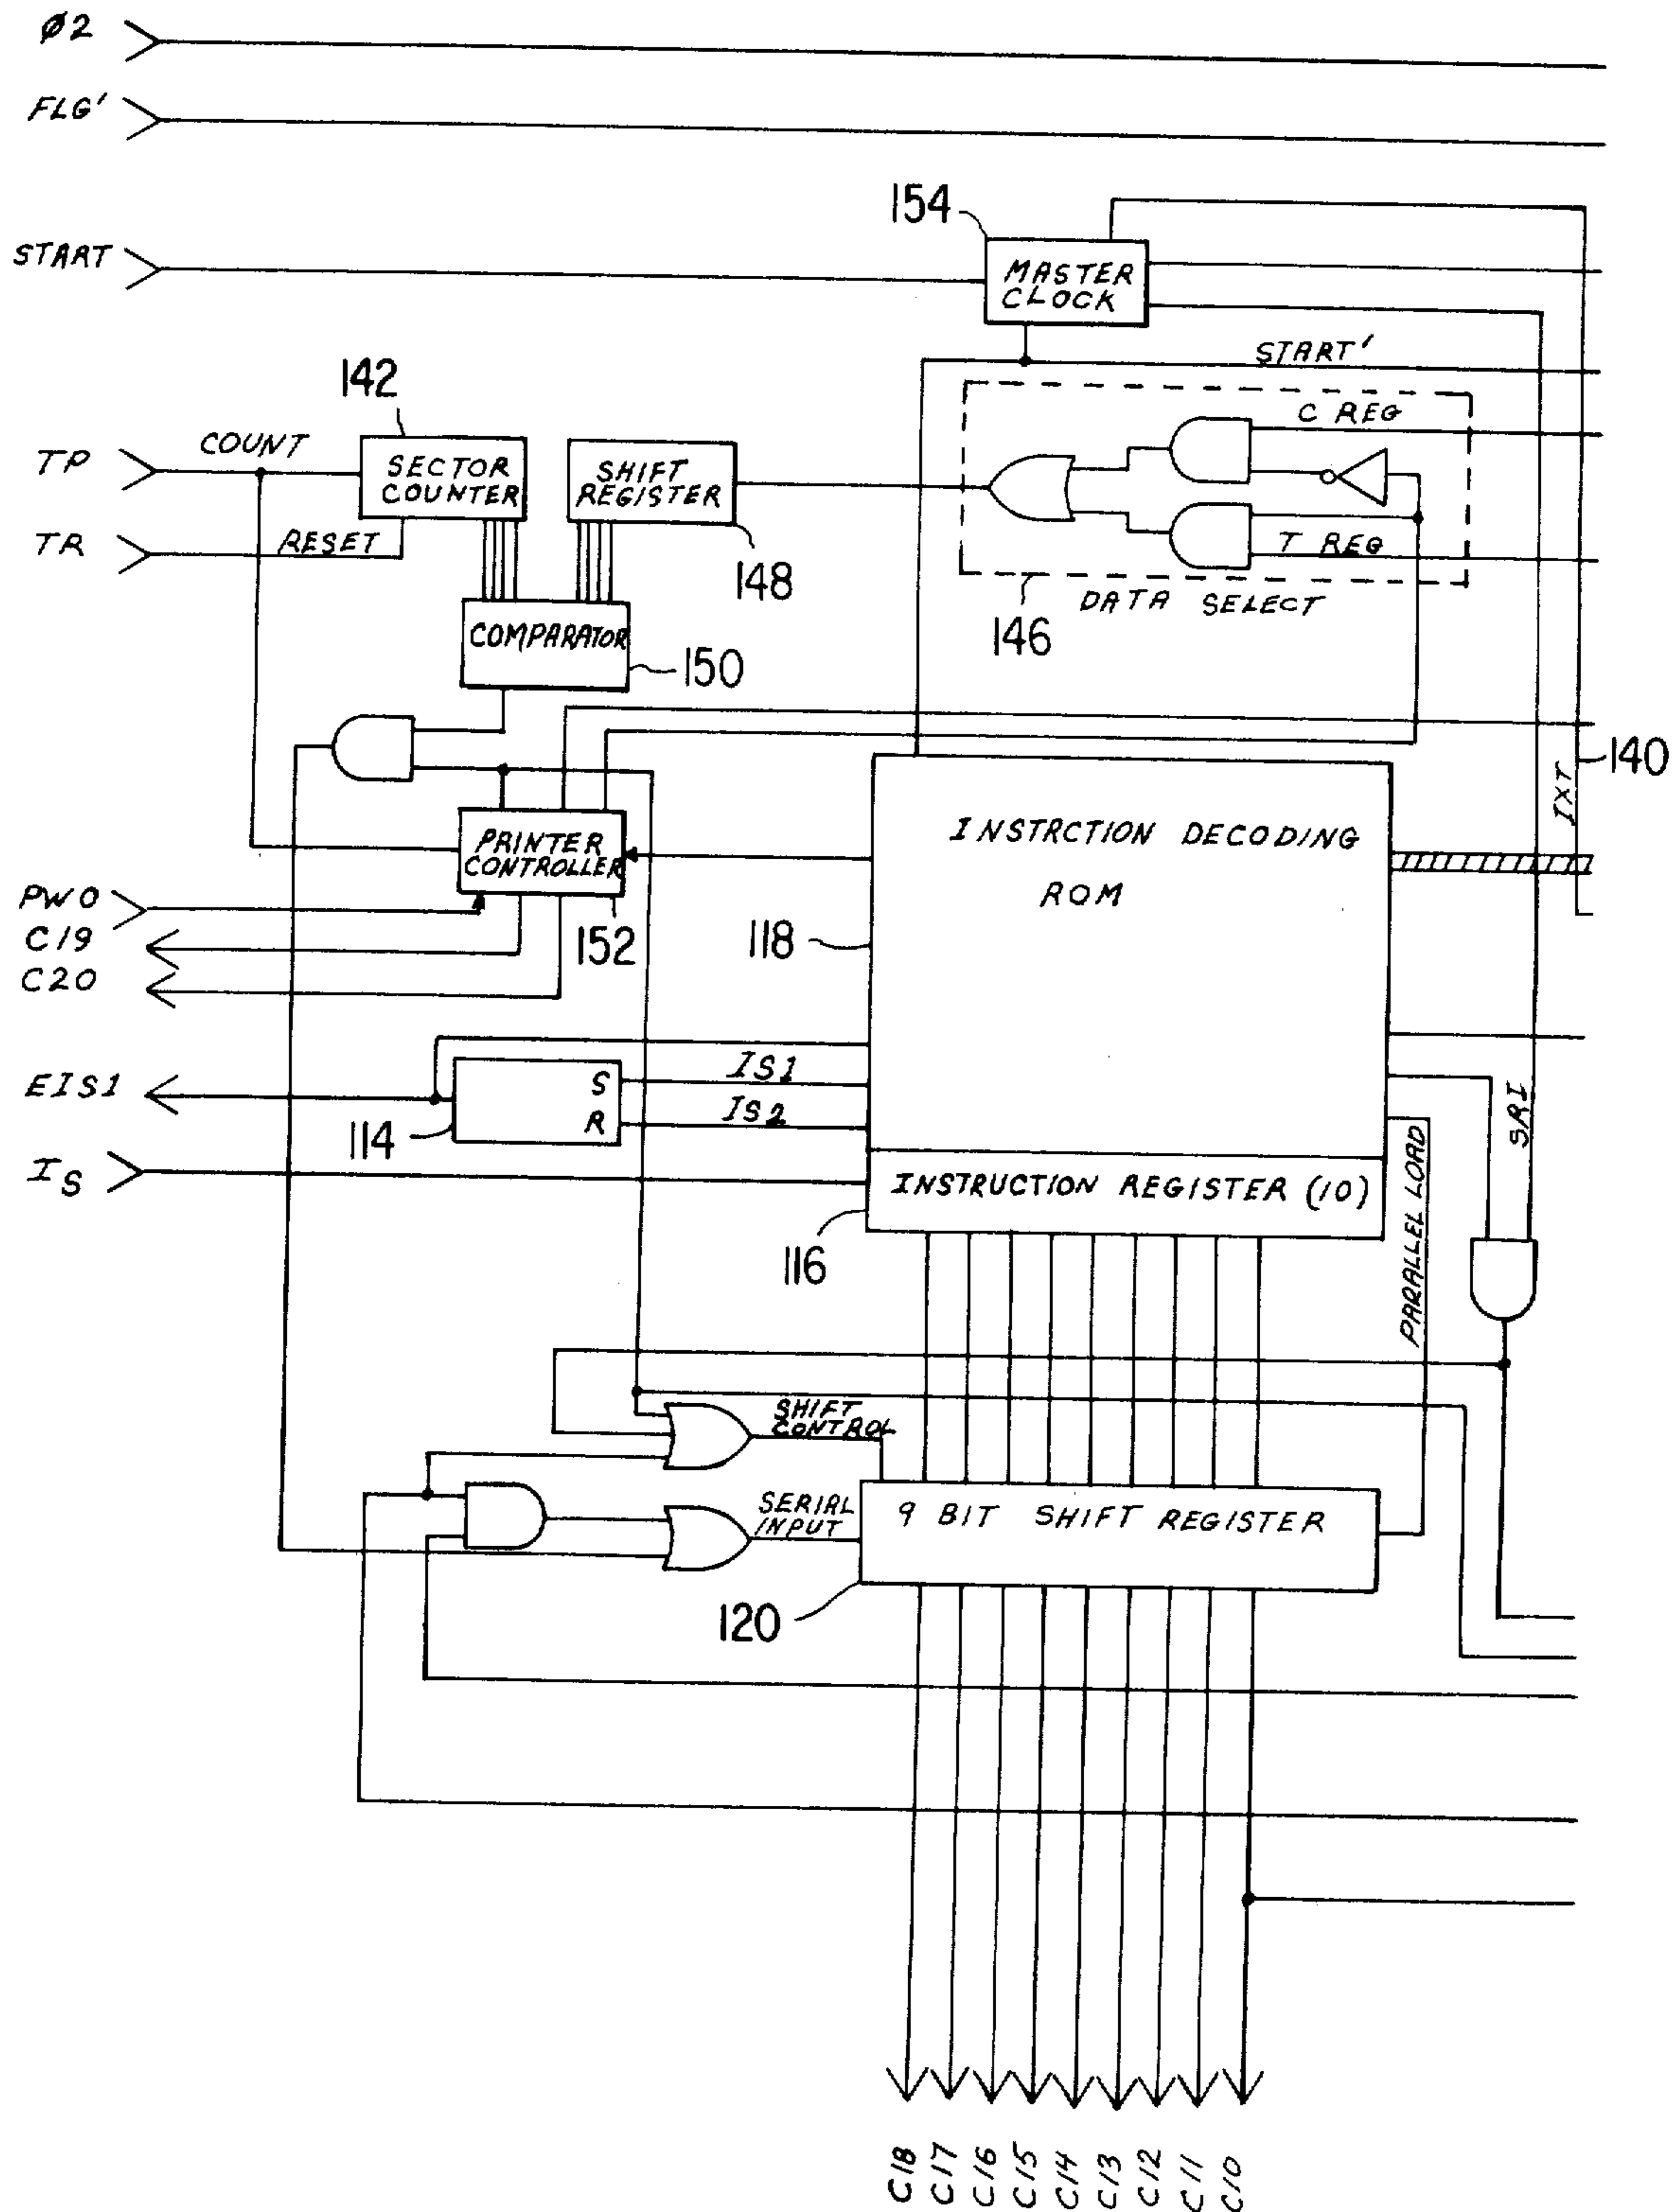 Ø2
FLG'
START
154
MASTER
CLOCK
START'
142
COUNT
TP
SECTOR
COUNTER
SHIFT
REGISTER
C REG
TR
RESET
T REG
148
DATA SELECT
146
COMPARATOR
150
140
IXT
INSTRCTION DECODING
ROM
PRINTER
CONTROLLER
PWO
C19
152
118
C20
EIS1
S
IS1
R
IS2
114
SRI
PARALLEL LOAD
IS
INSTRUCTION REGISTER (10)
116
SHIFT
CONTROL
SERIAL
INPUT
9 BIT SHIFT REGISTER
120
C18
C17
C16
C15
C14
C13
C12
C11
C10